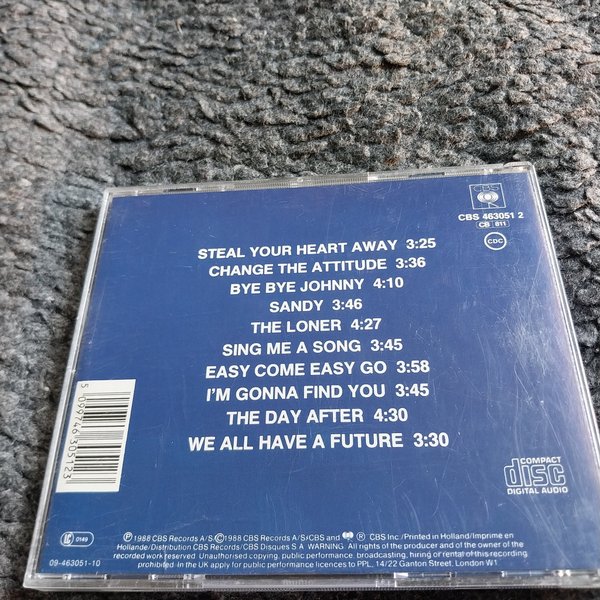 CBS
CBS 463051 2
CB 811
CDC
STEAL YOUR HEART AWAY 3:25
CHANGE THE ATTITUDE 3:36
BYE BYE JOHNNY 4:10
SANDY 3:46
THE LONER 4:27
SING ME A SONG 3:45
EASY COME EASY GO 3:58
I'M GONNA FIND YOU 3:45
THE DAY AFTER 4:30
WE ALL HAVE A FUTURE 3:30
5 099746 305123
COMPACT
disc
DIGITAL AUDIO
LC 0149
℗ 1988 CBS Records A/S/© 1988 CBS Records A/S/CBS and ® CBS Inc./Printed in Holland/Imprime en
Hollande/Distribution CBS Records/CBS Disques S.A. WARNING: All rights of the producer and of the owner of the
recorded work reserved. Unauthorised copying, public performance, broadcasting, hiring or rental of this recording
prohibited. In the UK apply for public performance licences to PPL, 14/22 Ganton Street, London W1
09-463051-10